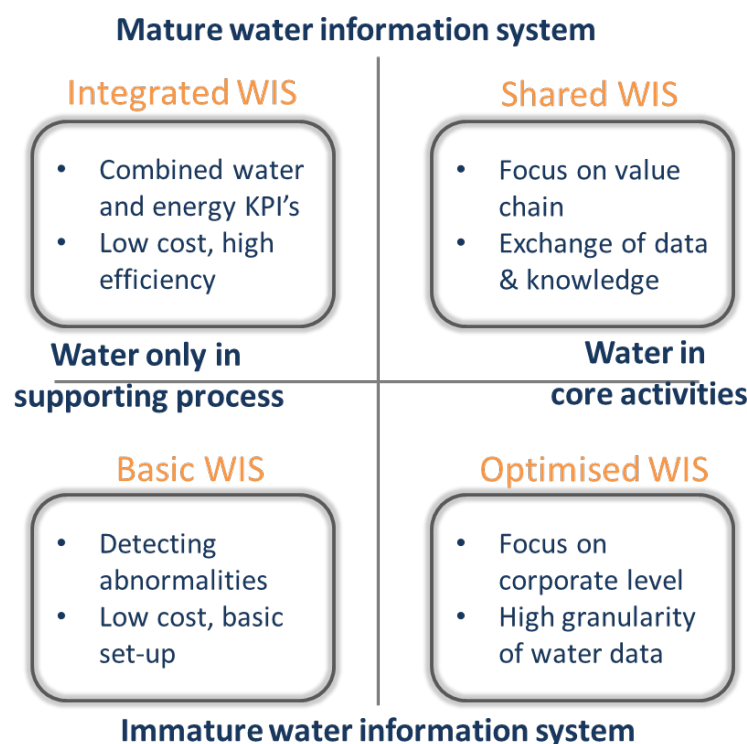 Mature water information system
Integrated WIS
• Combined water
and energy KPI's
• Low cost, high
efficiency
Shared WIS
• Focus on value
chain
• Exchange of data
& knowledge
Water only in
supporting process
Water in
core activities
Basic WIS
• Detecting
abnormalities
• Low cost, basic
set-up
Optimised WIS
• Focus on
corporate level
• High granularity
of water data
Immature water information system